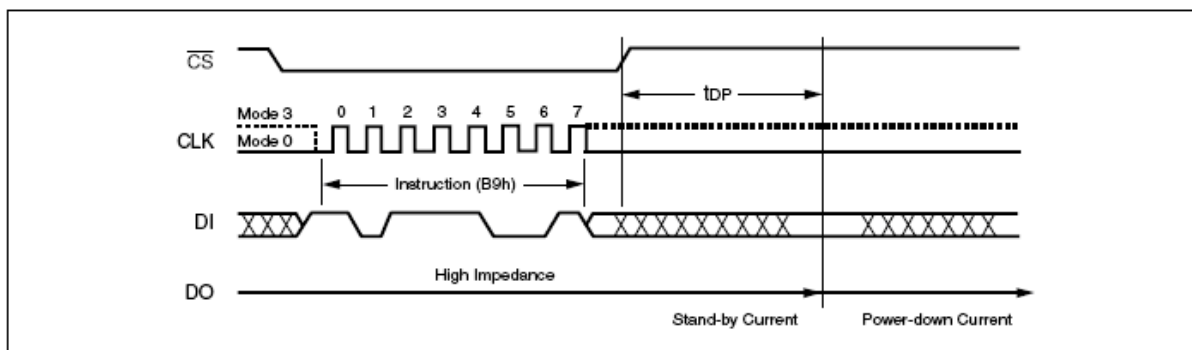 CS
tDP
Mode 3
0 1 2 3 4 5 6 7
CLK
Mode 0
Instruction (B9h)
DI
High Impedance
DO
Stand-by Current
Power-down Current